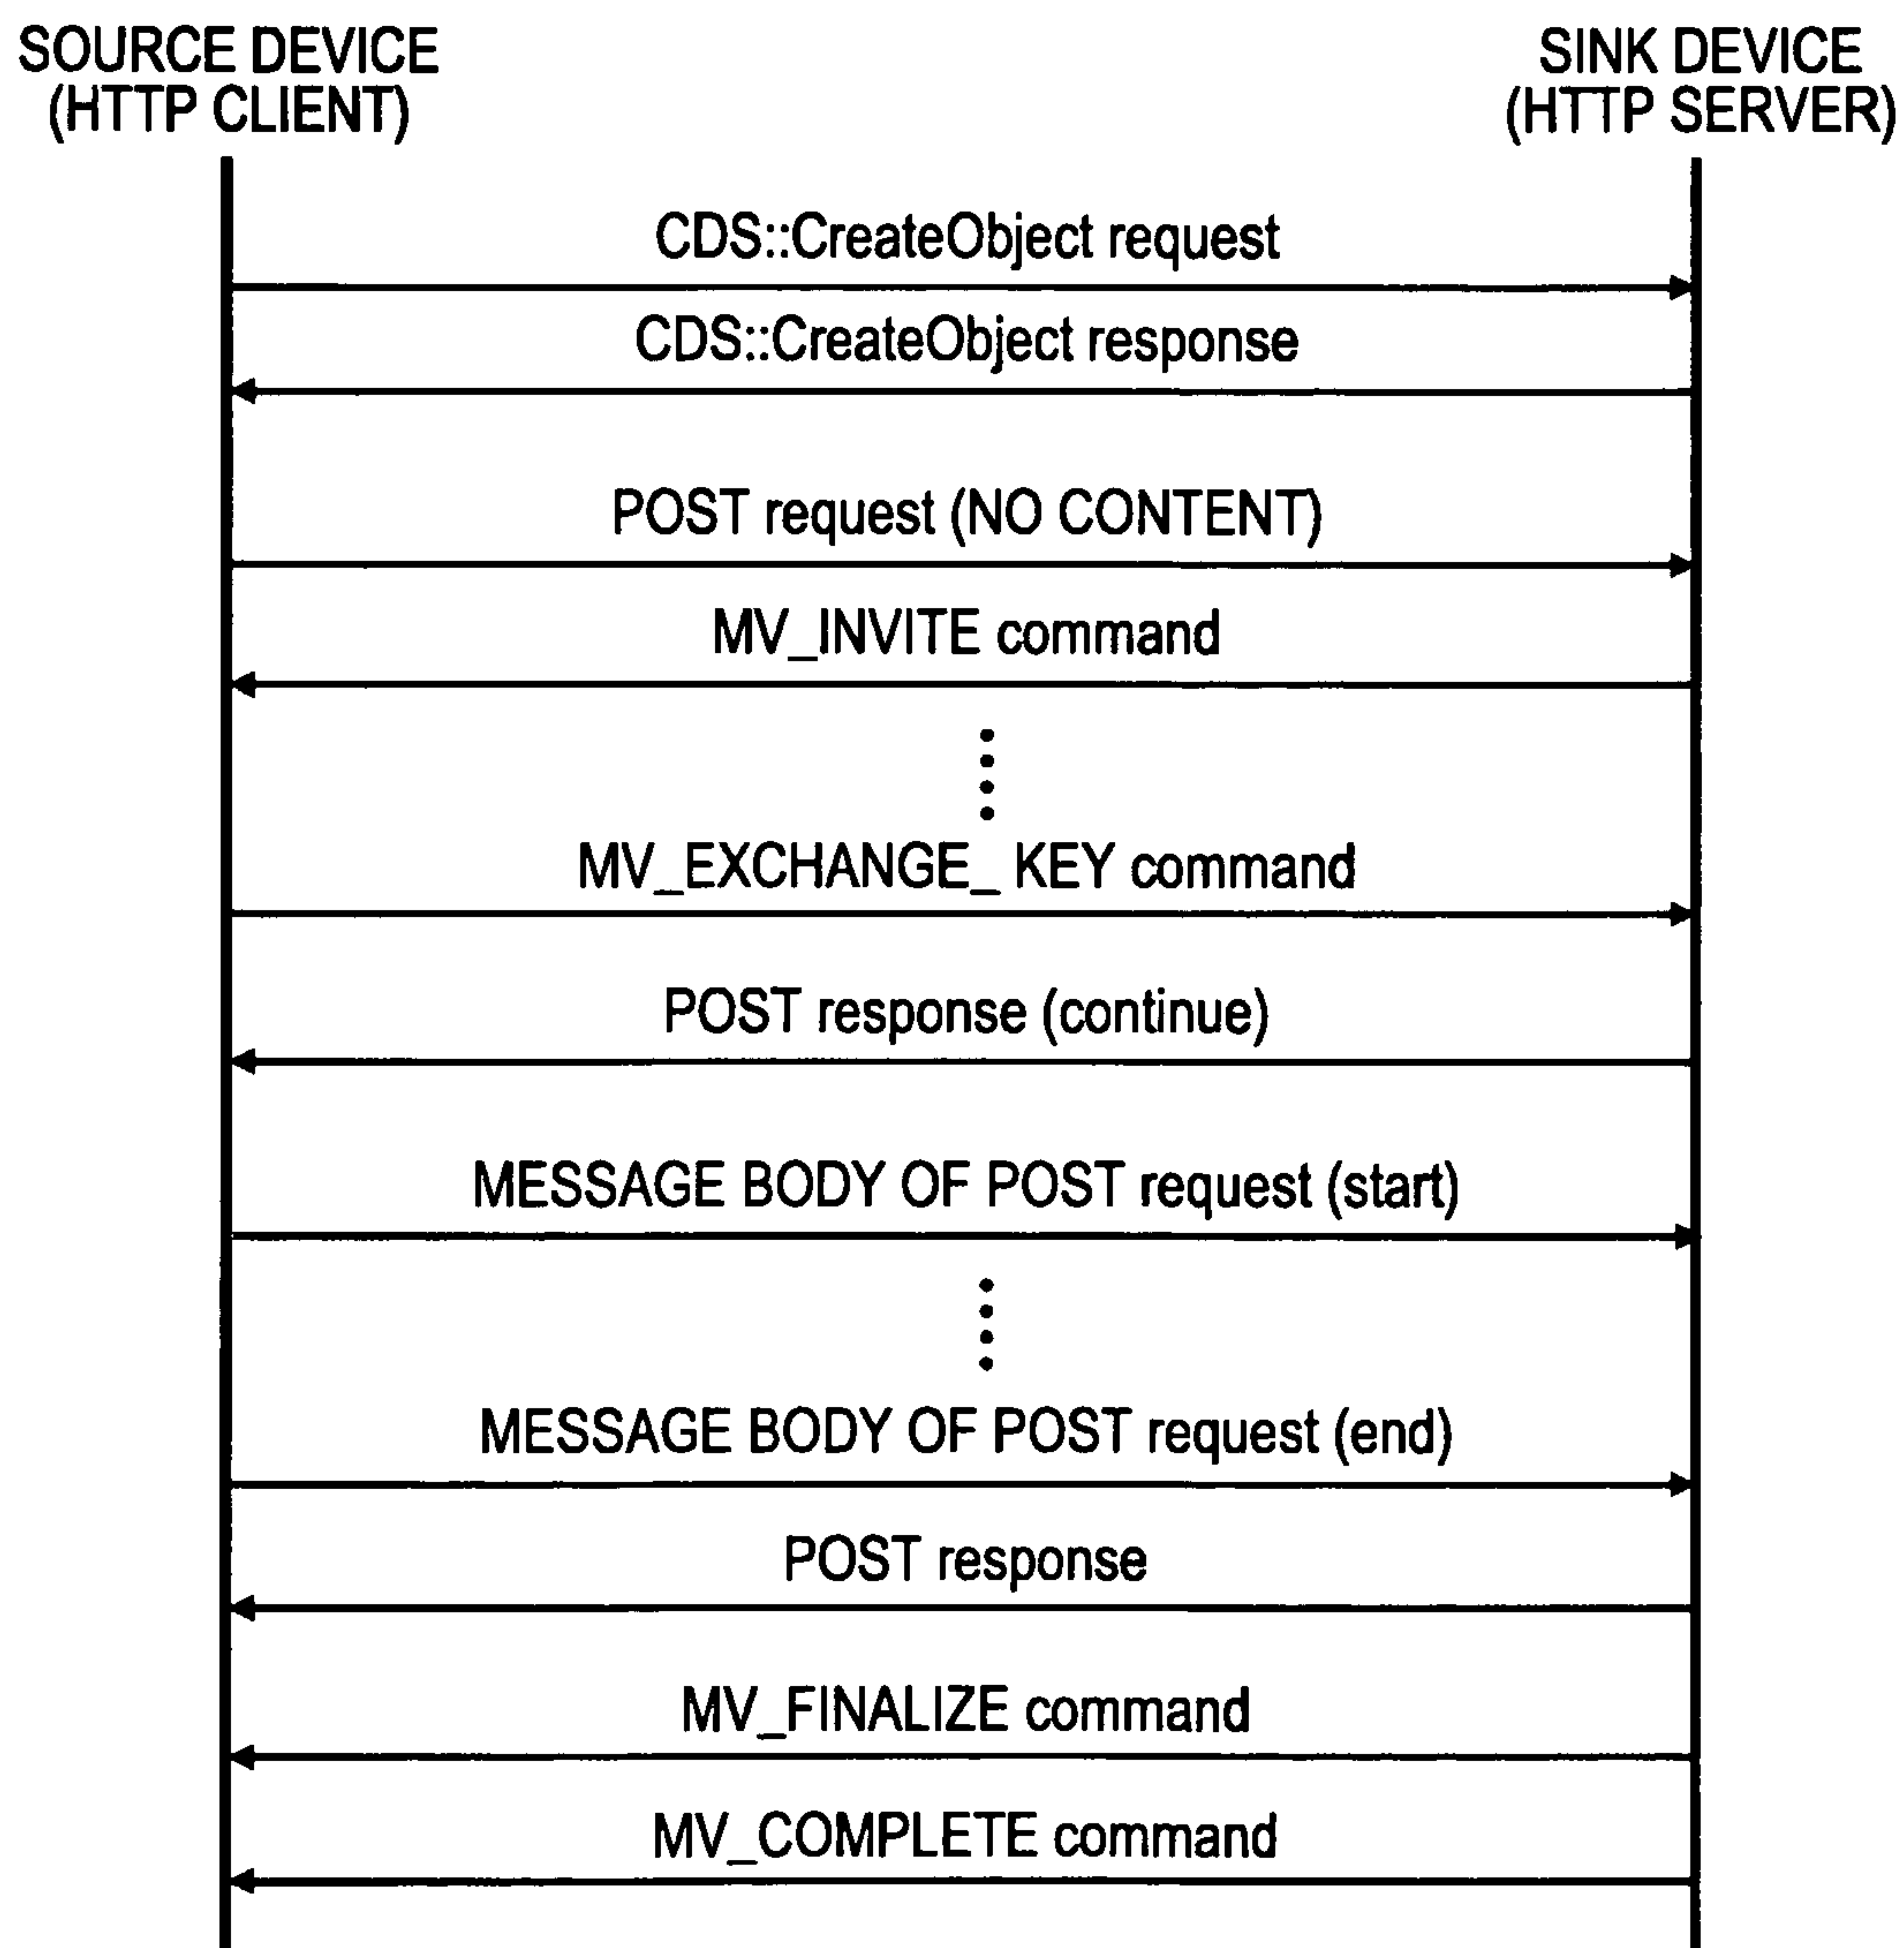 SOURCE DEVICE
(HTTP CLIENT)
SINK DEVICE
(HTTP SERVER)
CDS::CreateObject request
CDS::CreateObject response
POST request (NO CONTENT)
MV_INVITE command
MV_EXCHANGE_ KEY command
POST response (continue)
MESSAGE BODY OF POST request (start)
MESSAGE BODY OF POST request (end)
POST response
MV_FINALIZE command
MV_COMPLETE command